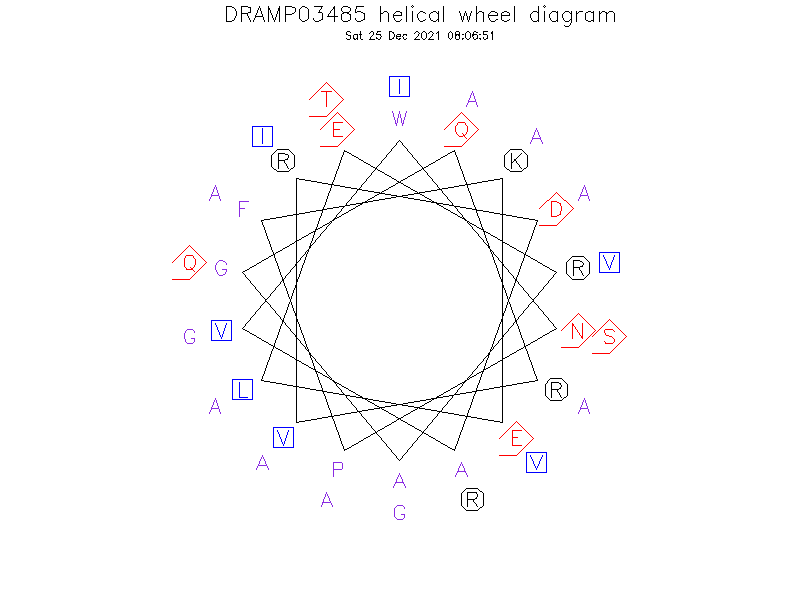 DRAMP03485 helical wheel diagram
Sat 25 Dec 2021 08:06:51
I
T A
W
E Q
I A
R K
A A
F D
Q G R V
G V N S
L R
A A
V E
A P A V
A A R
G